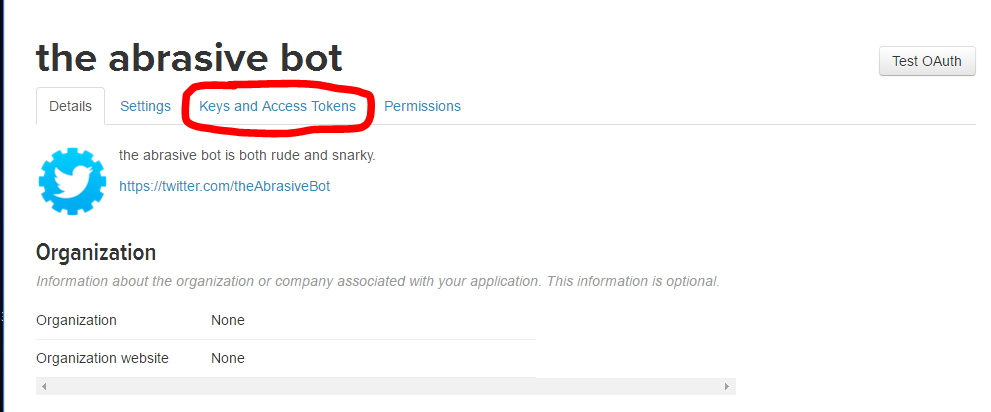 the abrasive bot
Test OAuth
Details Settings Keys and Access Tokens Permissions
the abrasive bot is both rude and snarky.
https://twitter.com/theAbrasiveBot
Organization
Information about the organization or company associated with your application. This information is optional.
Organization None
Organization website None